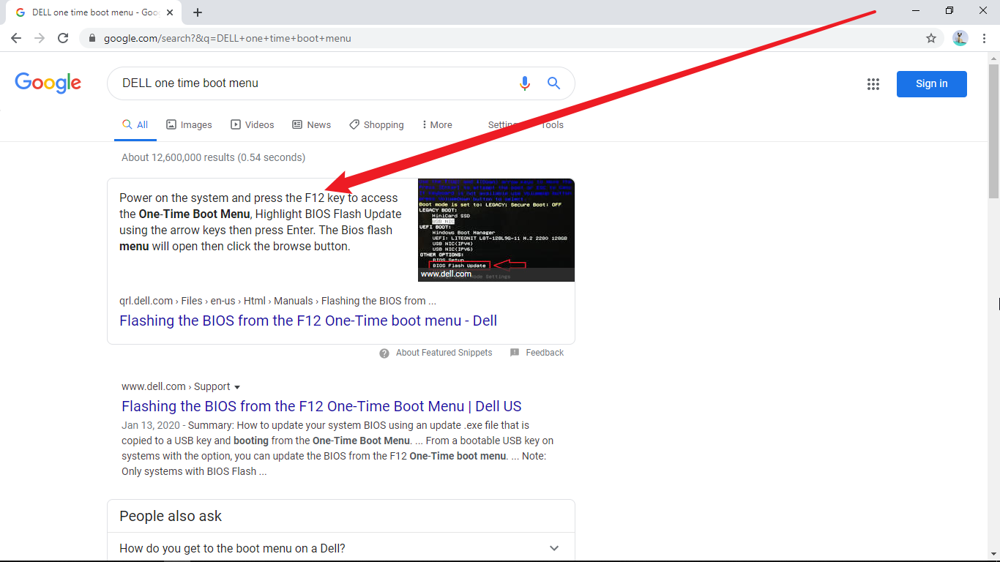 DELL one time boot menu - Goo
google.com/search?&q=DELL+one+time+boot+menu
Google
DELL one time boot menu
Sign in
All
Images
Videos
News
Shopping
More
Settin
Tools
About 12,600,000 results (0.54 seconds)
Power on the system and press the F12 key to access
the One-Time Boot Menu, Highlight BIOS Flash Update
using the arrow keys then press Enter. The Bios flash
menu will open then click the browse button.
Boot mode is set to: LEGACY; Secure Boot: OFF
LEGACY BOOT:
MiniCard SSD
USB NIC
UEFI BOOT:
Windows Boot Manager
UEFI: LITEONIT L8T-128L9G-11 M.2 2280 128GB
USB NIC(IPV4)
USB NIC(IPV6)
OTHER OPTIONS:
BIOS Setup
BIOS Flash Update
www.dell.com
Mode Settings
qrl.dell.com › Files › en-us › Html › Manuals › Flashing the BIOS from ...
Flashing the BIOS from the F12 One-Time boot menu - Dell
About Featured Snippets
Feedback
www.dell.com › Support
Flashing the BIOS from the F12 One-Time Boot Menu | Dell US
Jan 13, 2020 - Summary: How to update your system BIOS using an update .exe file that is
copied to a USB key and booting from the One-Time Boot Menu. ... From a bootable USB key on
systems with the option, you can update the BIOS from the F12 One-Time boot menu. ... Note:
Only systems with BIOS Flash ...
People also ask
How do you get to the boot menu on a Dell?